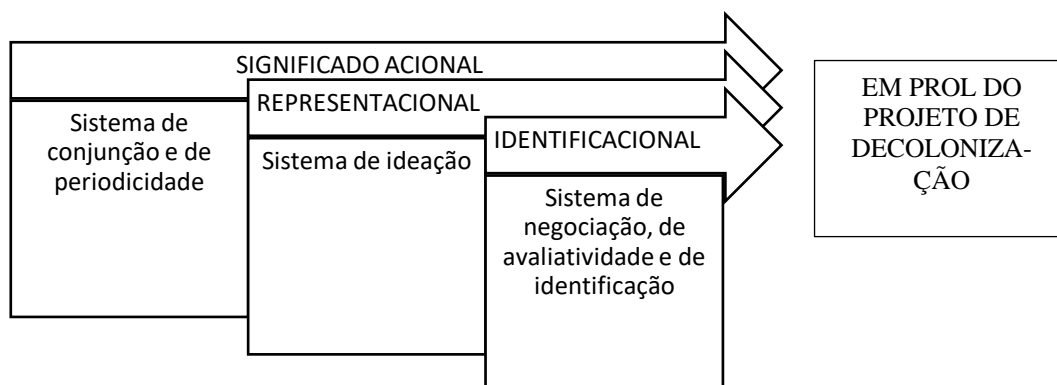 SIGNIFICADO ACIONAL
Sistema de
conjunção e de
periodicidade
REPRESENTACIONAL
Sistema de ideação
IDENTIFICACIONAL
Sistema de
negociação, de
avaliatividade e de
identificação
EM PROL DO
PROJETO DE
DECOLONIZA-
ÇÃO